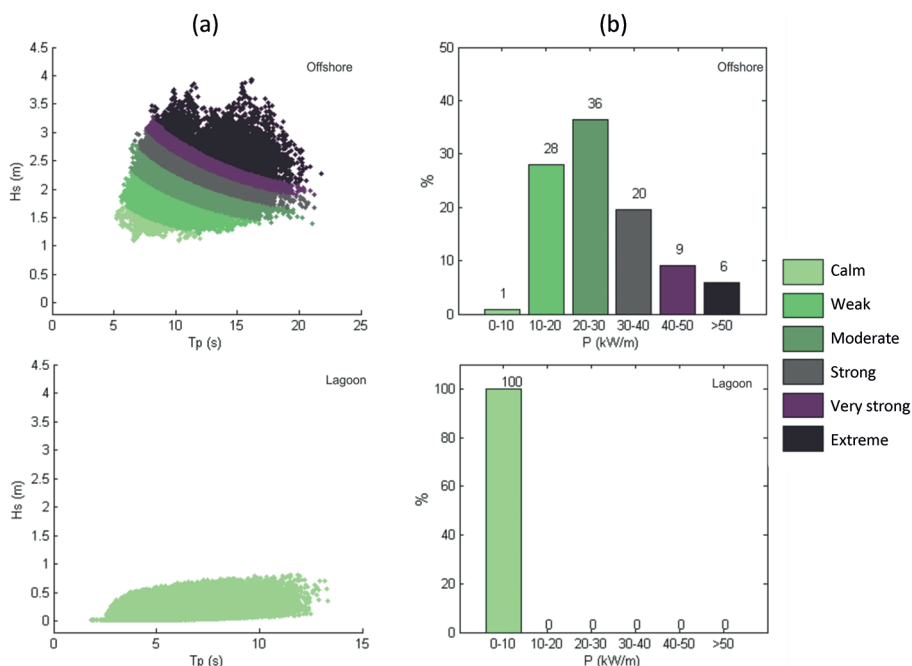 (a)
(b)
4.5
4
3.5
3
2.5
2
1.5
1
0.5
0
Hs (m)
Offshore
0 5 10 15 20 25
Tp (s)
50
40
30
20
10
0
%
Offshore
1 28 36 20 9 6
0-10 10-20 20-30 30-40 40-50 >50
P (kW/m)
Calm
Weak
Moderate
Strong
Very strong
Extreme
4.5
4
3.5
3
2.5
2
1.5
1
0.5
0
Hs (m)
Lagoon
0 5 10 15
Tp (s)
100
80
60
40
20
0
%
Lagoon
100 0 0 0 0 0
0-10 10-20 20-30 30-40 40-50 >50
P (kW/m)